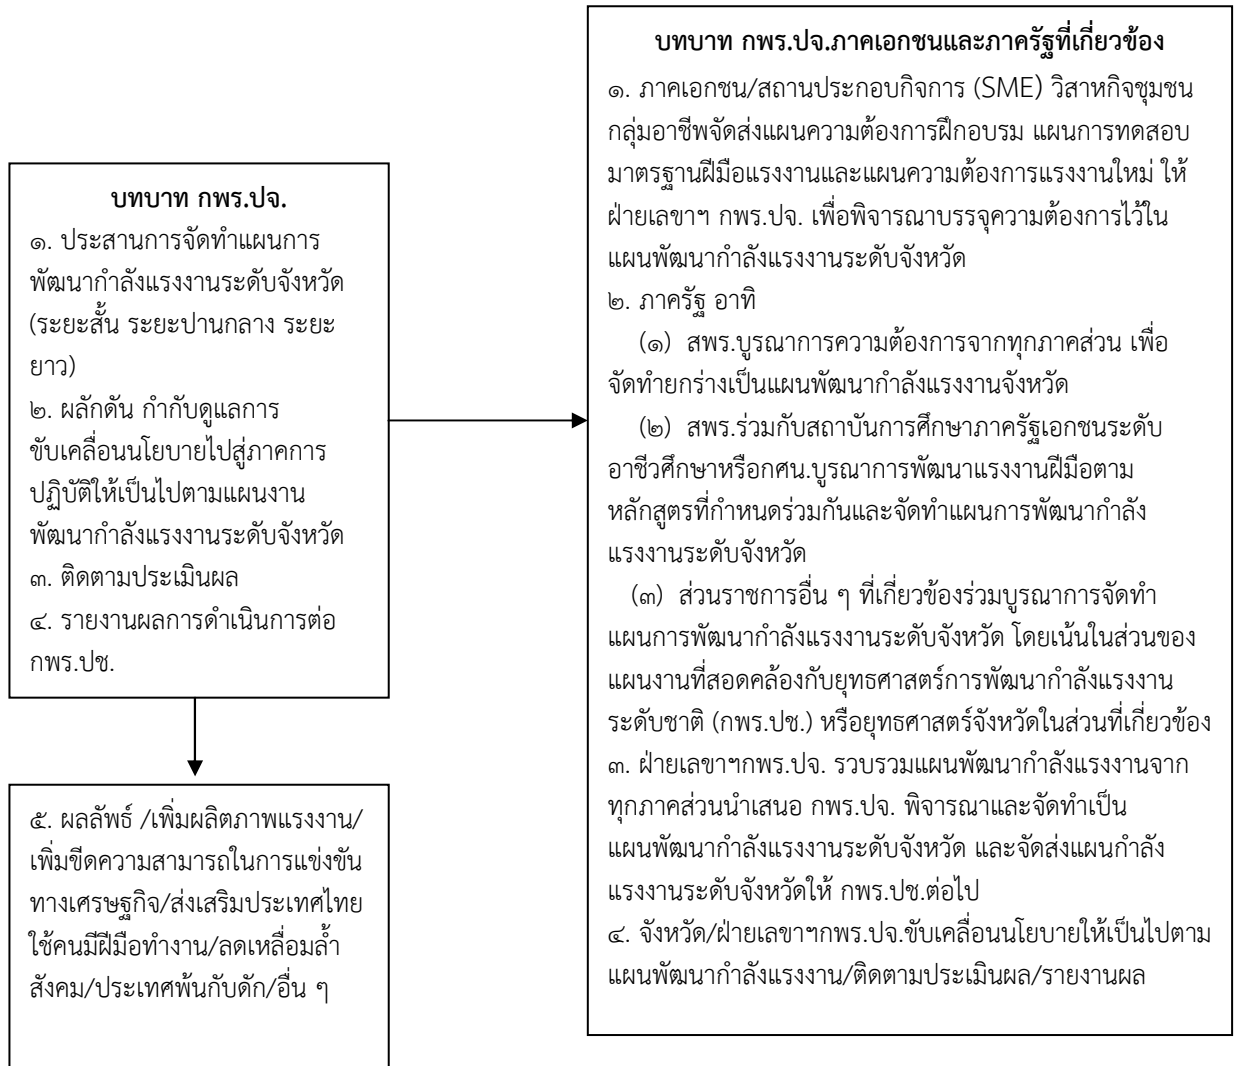 บทบาท กพร.ปจ.
๑. ประสานการจัดทำแผนการ
พัฒนากำลังแรงงานระดับจังหวัด
(ระยะสั้น ระยะปานกลาง ระยะ
ยาว)
๒. ผลักดัน กำกับดูแลการ
ขับเคลื่อนนโยบายไปสู่ภาคการ
ปฏิบัติให้เป็นไปตามแผนงาน
พัฒนากำลังแรงงานระดับจังหวัด
๓. ติดตามประเมินผล
๔. รายงานผลการดำเนินการต่อ
กพร.ปช.
๕. ผลลัพธ์ /เพิ่มผลิตภาพแรงงาน/
เพิ่มขีดความสามารถในการแข่งขัน
ทางเศรษฐกิจ/ส่งเสริมประเทศไทย
ใช้คนมีฝีมือทำงาน/ลดเหลื่อมล้ำ
สังคม/ประเทศพ้นกับดัก/อื่น ๆ
บทบาท กพร.ปจ.ภาคเอกชนและภาครัฐที่เกี่ยวข้อง
๑. ภาคเอกชน/สถานประกอบกิจการ (SME) วิสาหกิจชุมชน
กลุ่มอาชีพจัดส่งแผนความต้องการฝึกอบรม แผนการทดสอบ
มาตรฐานฝีมือแรงงานและแผนความต้องการแรงงานใหม่ ให้
ฝ่ายเลขาฯ กพร.ปจ. เพื่อพิจารณาบรรจุความต้องการไว้ใน
แผนพัฒนากำลังแรงงานระดับจังหวัด
๒. ภาครัฐ อาทิ
(๑) สพร.บูรณาการความต้องการจากทุกภาคส่วน เพื่อ
จัดทำยกร่างเป็นแผนพัฒนากำลังแรงงานจังหวัด
(๒) สพร.ร่วมกับสถาบันการศึกษาภาครัฐเอกชนระดับ
อาชีวศึกษาหรือกศน.บูรณาการพัฒนาแรงงานฝีมือตาม
หลักสูตรที่กำหนดร่วมกันและจัดทำแผนการพัฒนากำลัง
แรงงานระดับจังหวัด
(๓) ส่วนราชการอื่น ๆ ที่เกี่ยวข้องร่วมบูรณาการจัดทำ
แผนการพัฒนากำลังแรงงานระดับจังหวัด โดยเน้นในส่วนของ
แผนงานที่สอดคล้องกับยุทธศาสตร์การพัฒนากำลังแรงงาน
ระดับชาติ (กพร.ปช.) หรือยุทธศาสตร์จังหวัดในส่วนที่เกี่ยวข้อง
๓. ฝ่ายเลขาฯกพร.ปจ. รวบรวมแผนพัฒนากำลังแรงงานจาก
ทุกภาคส่วนนำเสนอ กพร.ปจ. พิจารณาและจัดทำเป็น
แผนพัฒนากำลังแรงงานระดับจังหวัด และจัดส่งแผนกำลัง
แรงงานระดับจังหวัดให้ กพร.ปช.ต่อไป
๔. จังหวัด/ฝ่ายเลขาฯกพร.ปจ.ขับเคลื่อนนโยบายให้เป็นไปตาม
แผนพัฒนากำลังแรงงาน/ติดตามประเมินผล/รายงานผล